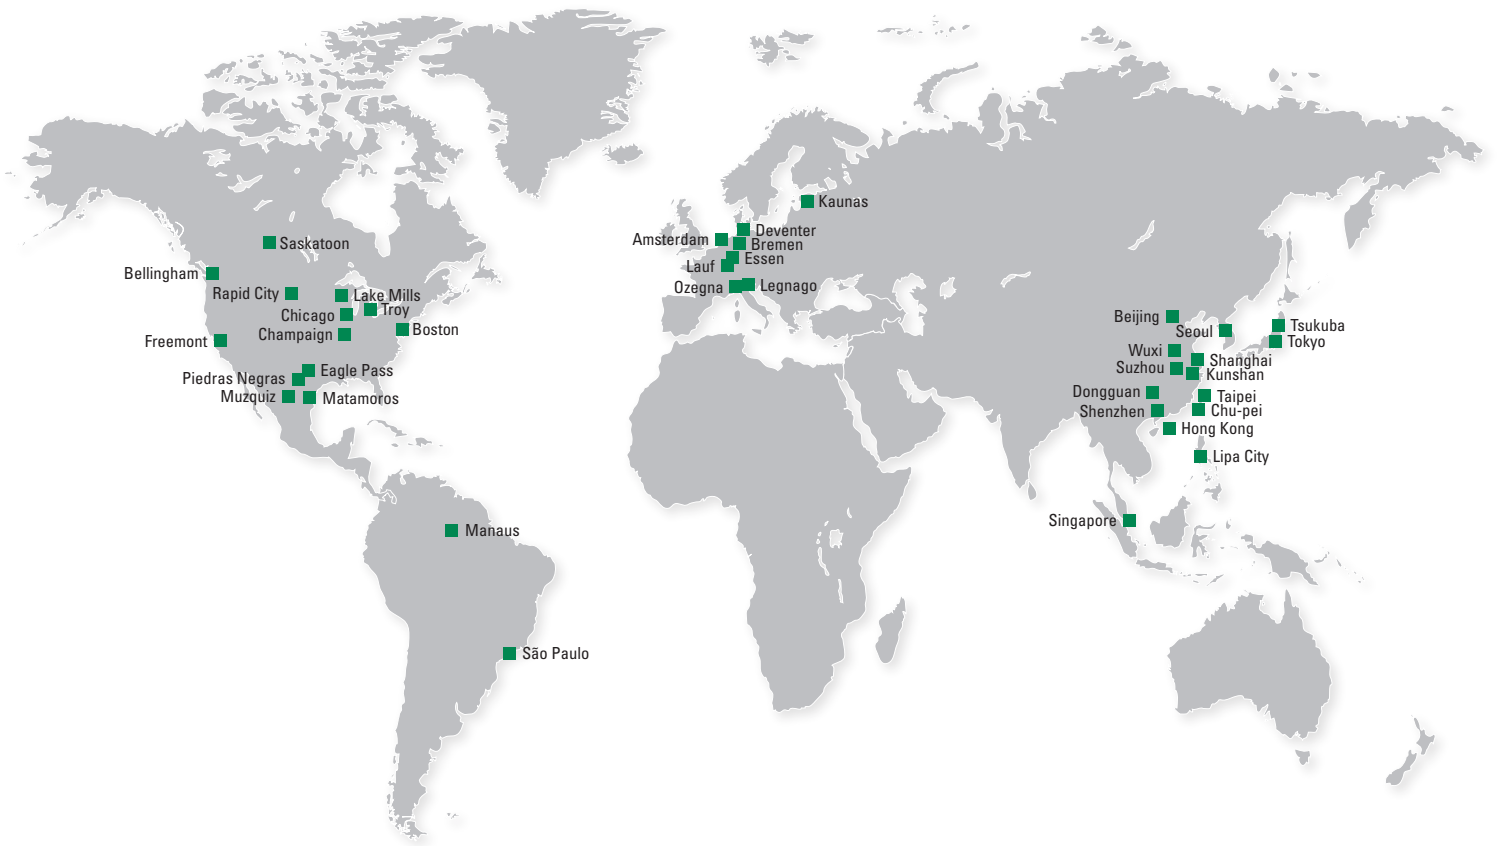 Saskatoon
Bellingham
Rapid City
Lake Mills
Troy
Chicago
Champaign
Boston
Freemont
Eagle Pass
Piedras Negras
Muzquiz
Matamoros
Manaus
São Paulo
Kaunas
Deventer
Amsterdam
Bremen
Essen
Lauf
Ozegna
Legnago
Beijing
Seoul
Tsukuba
Tokyo
Wuxi
Shanghai
Suzhou
Kunshan
Dongguan
Taipei
Shenzhen
Chu-pei
Hong Kong
Lipa City
Singapore